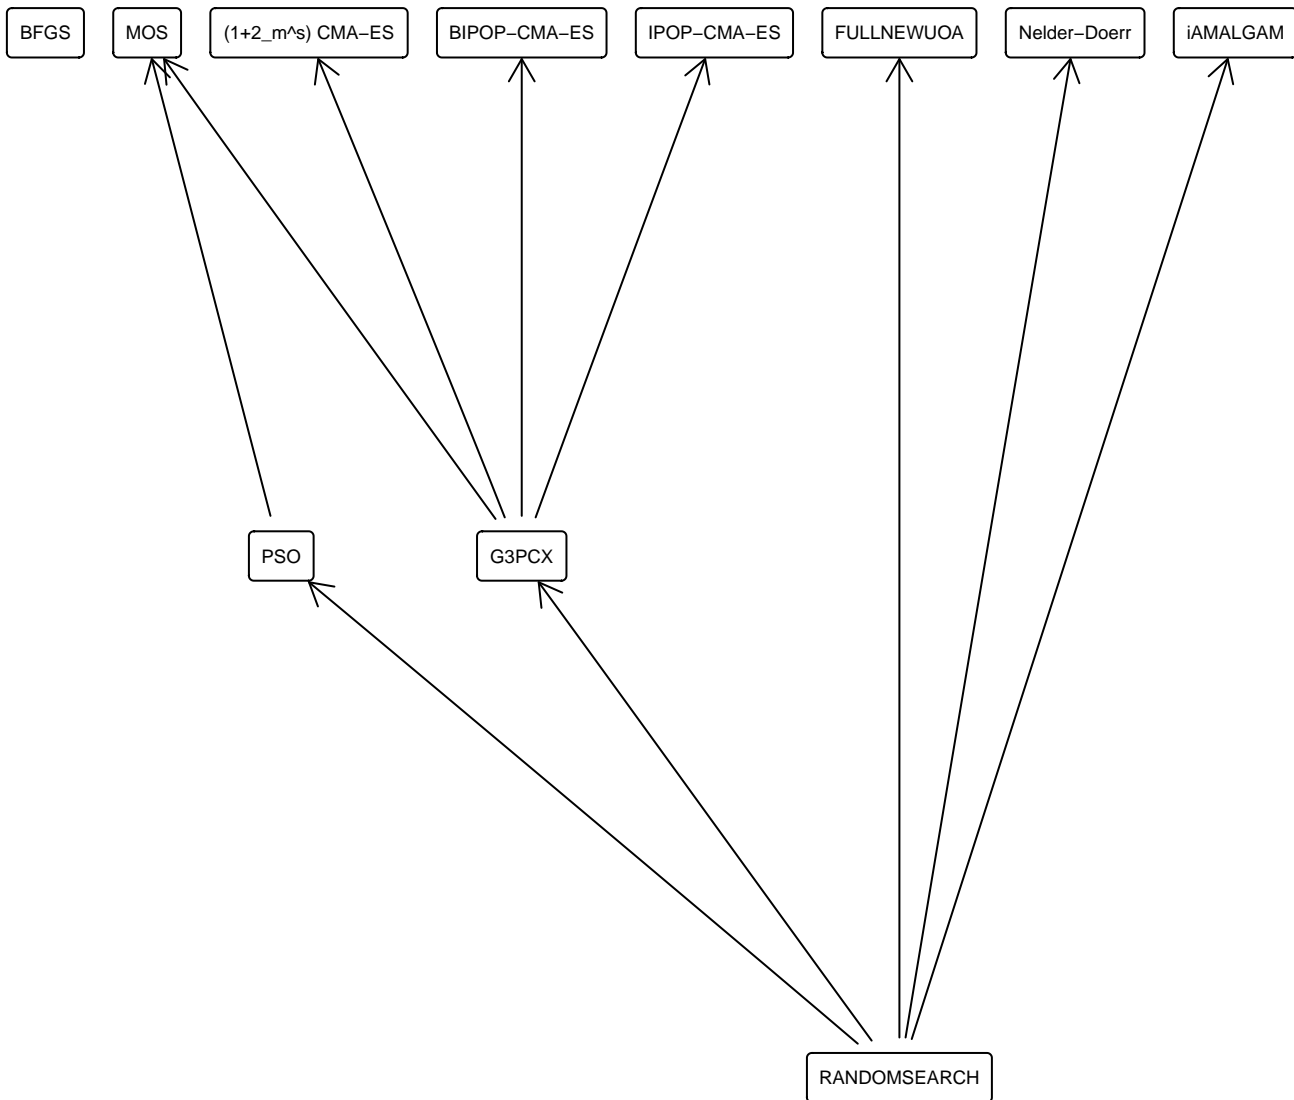 BFGS
MOS
(1+2_m^s) CMA−ES
BIPOP−CMA−ES
IPOP−CMA−ES
FULLNEWUOA
Nelder−Doerr
iAMALGAM
PSO
G3PCX
RANDOMSEARCH